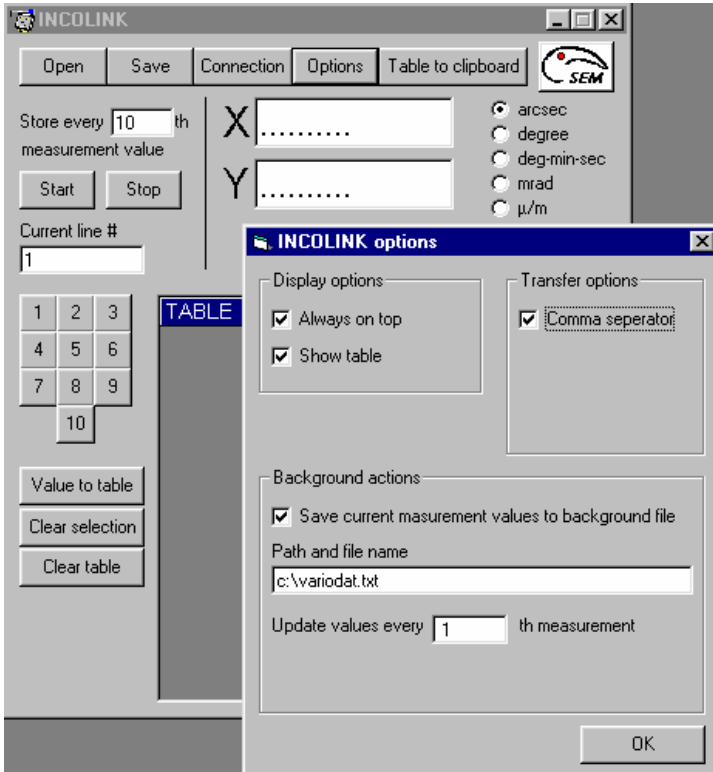 INCOLINK
Open Save Connection Options Table to clipboard
SEM
Store every 10 th
measurement value
Start Stop
Current line #
1
X ..........
Y ..........
arcsec
degree
deg-min-sec
mrad
µ/m
1 2 3
4 5 6
7 8 9
10
TABLE
Value to table
Clear selection
Clear table
INCOLINK options
Display options
Always on top
Show table
Transfer options
Comma seperator
Background actions
Save current masurement values to background file
Path and file name
c:\variodat.txt
Update values every 1 th measurement
OK